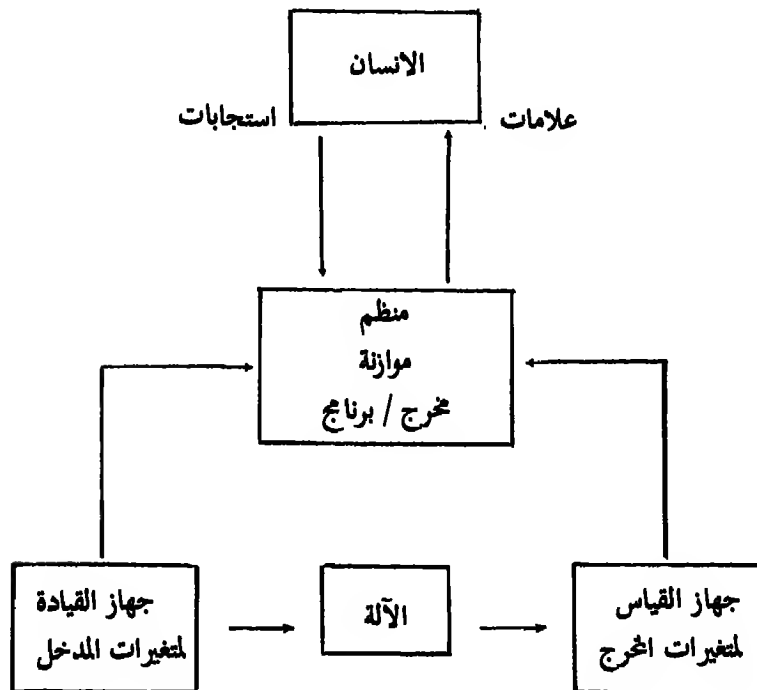 الانسان
علامات
استجابات
منظم
موازنة
مخرج / برنامج
جهاز القياس
لمتغيرات المخرج
الآلة
جهاز القيادة
لمتغيرات المدخل